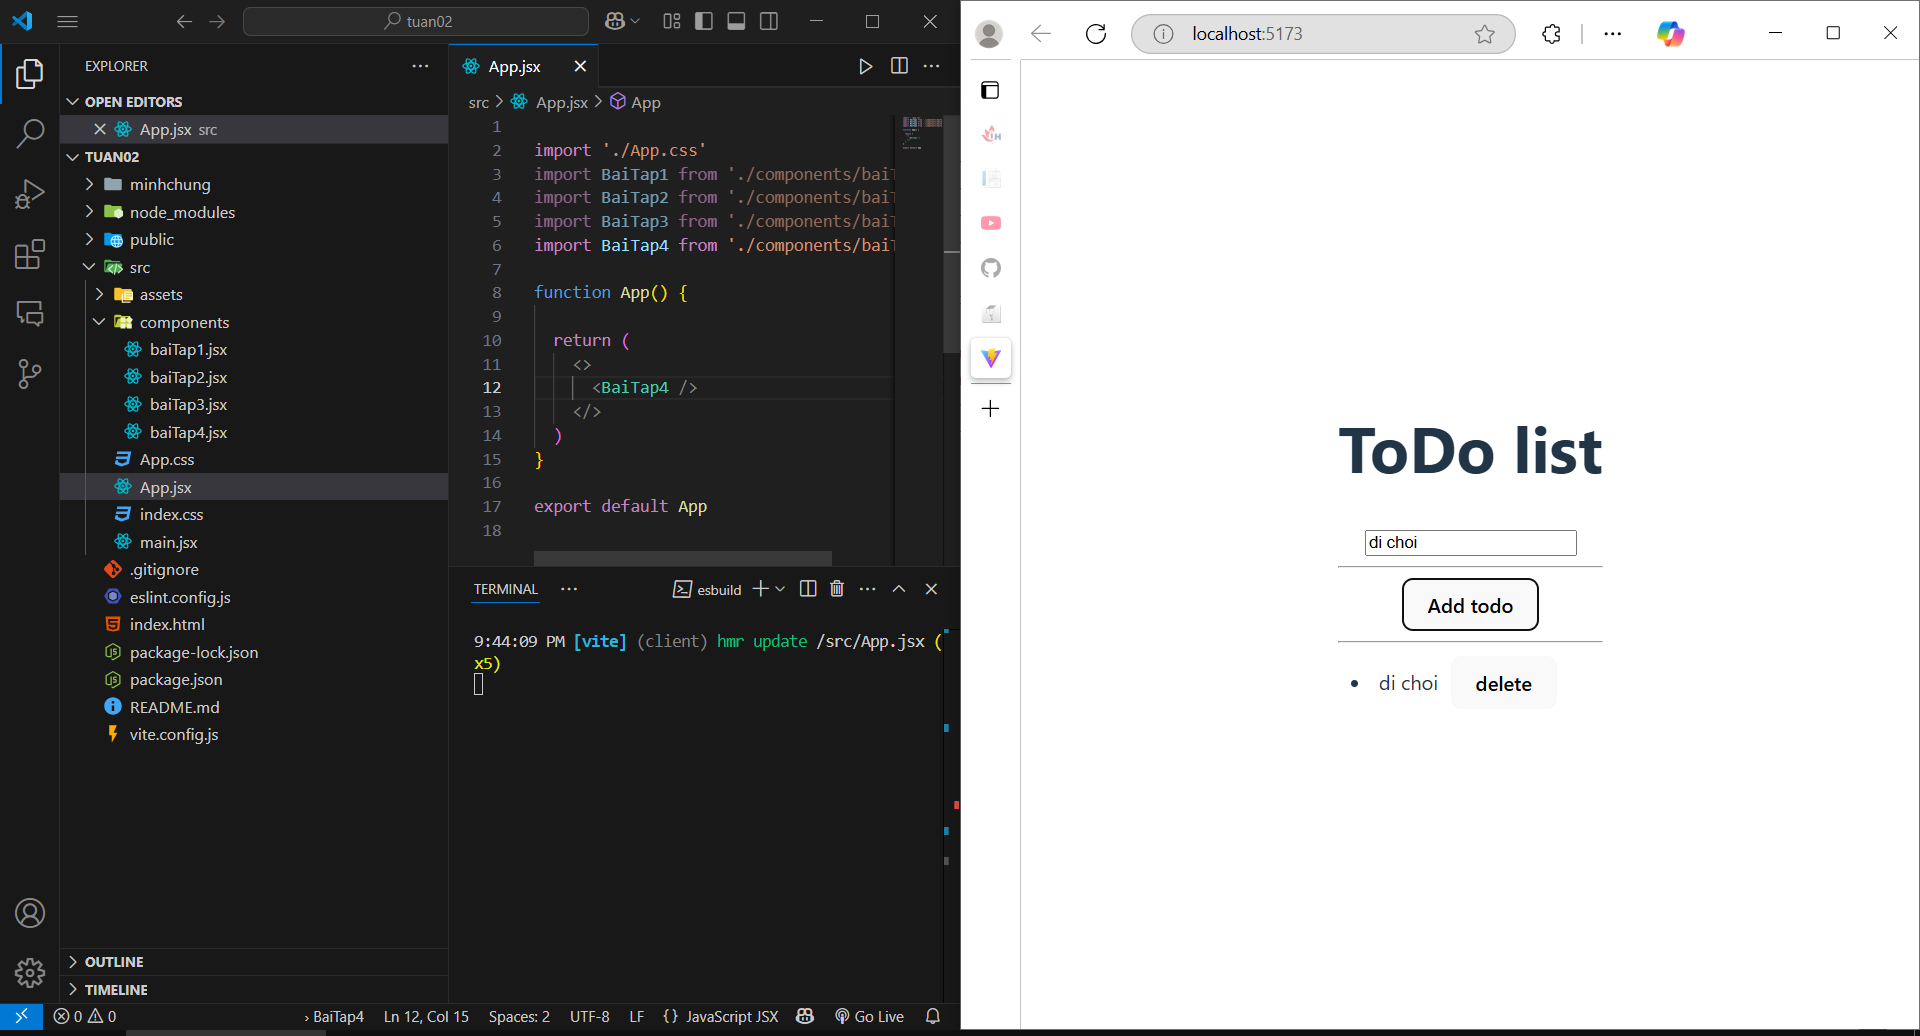 tuan02
EXPLORER
OPEN EDITORS
App.jsx src
TUAN02
minhchung
node_modules
public
src
assets
components
baiTap1.jsx
baiTap2.jsx
baiTap3.jsx
baiTap4.jsx
App.css
App.jsx
index.css
main.jsx
.gitignore
eslint.config.js
index.html
package-lock.json
package.json
README.md
vite.config.js
OUTLINE
TIMELINE
App.jsx
src > App.jsx > App
1
2 import './App.css'
3 import BaiTap1 from './components/baiT
4 import BaiTap2 from './components/baiT
5 import BaiTap3 from './components/baiT
6 import BaiTap4 from './components/baiT
7
8 function App() {
9
10 return (
11 <>
12 <BaiTap4 />
13 </>
14 )
15 }
16
17 export default App
18
TERMINAL
esbuild
9:44:09 PM [vite] (client) hmr update /src/App.jsx (
x5)
0 0
› BaiTap4
Ln 12, Col 15
Spaces: 2
UTF-8
LF
{} JavaScript JSX
Go Live
localhost:5173
ToDo list
di choi
Add todo
• di choi delete